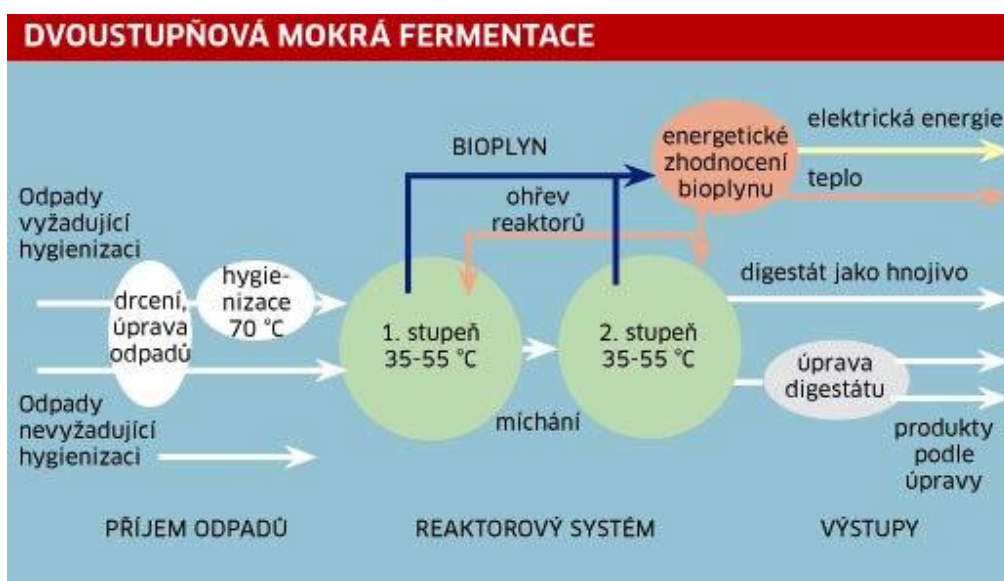 DVOUSTUPŇOVÁ MOKRÁ FERMENTACE
BIOPLYN
energetické
zhodnocení
bioplynu
elektrická energie
teplo
Odpady
vyžadující
hygienizaci
ohřev
reaktorů
drcení,
úprava
odpadů
hygie-
nizace
70 °C
1. stupeň
35-55 °C
2. stupeň
35-55 °C
digestát jako hnojivo
úprava
digestátu
Odpady
nevyžadující
hygienizaci
míchání
produkty
podle
úpravy
PŘÍJEM ODPADŮ
REAKTOROVÝ SYSTÉM
VÝSTUPY